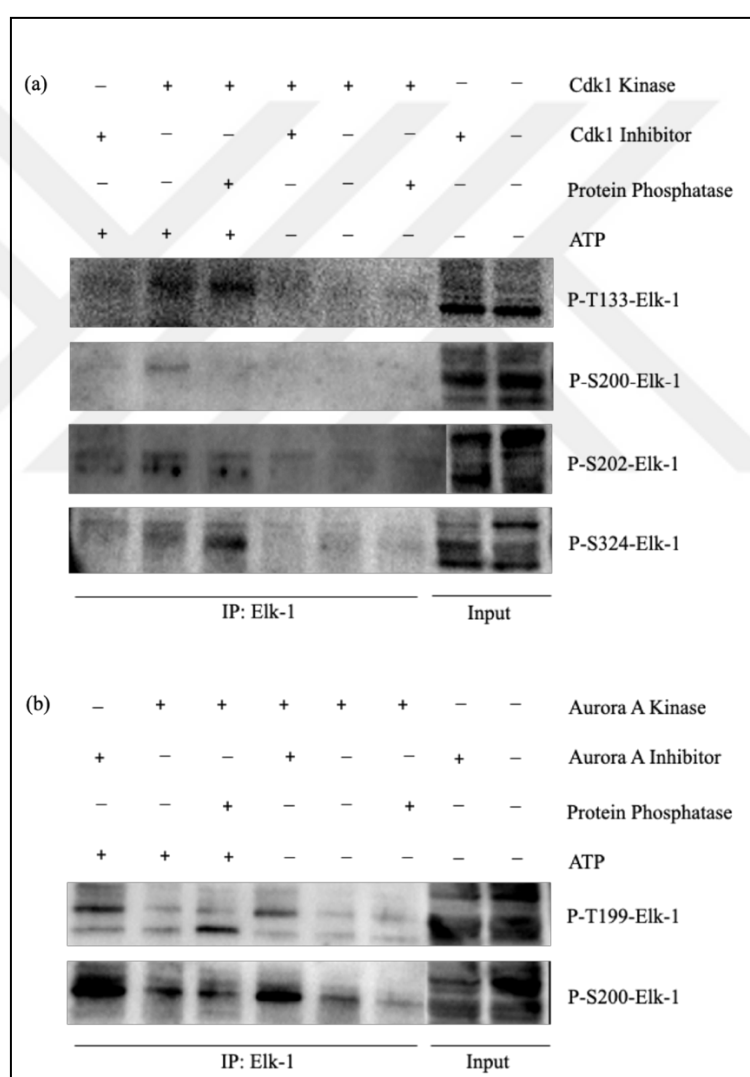 (a) – + + + + + – – Cdk1 Kinase
+ – – + – – + – Cdk1 Inhibitor
– – + – – + – – Protein Phosphatase
+ + + – – – – – ATP
P-T133-Elk-1
P-S200-Elk-1
P-S202-Elk-1
P-S324-Elk-1
IP: Elk-1 Input
(b) – + + + + + – – Aurora A Kinase
+ – – + – – + – Aurora A Inhibitor
– – + – – + – – Protein Phosphatase
+ + + – – – – – ATP
P-T199-Elk-1
P-S200-Elk-1
IP: Elk-1 Input